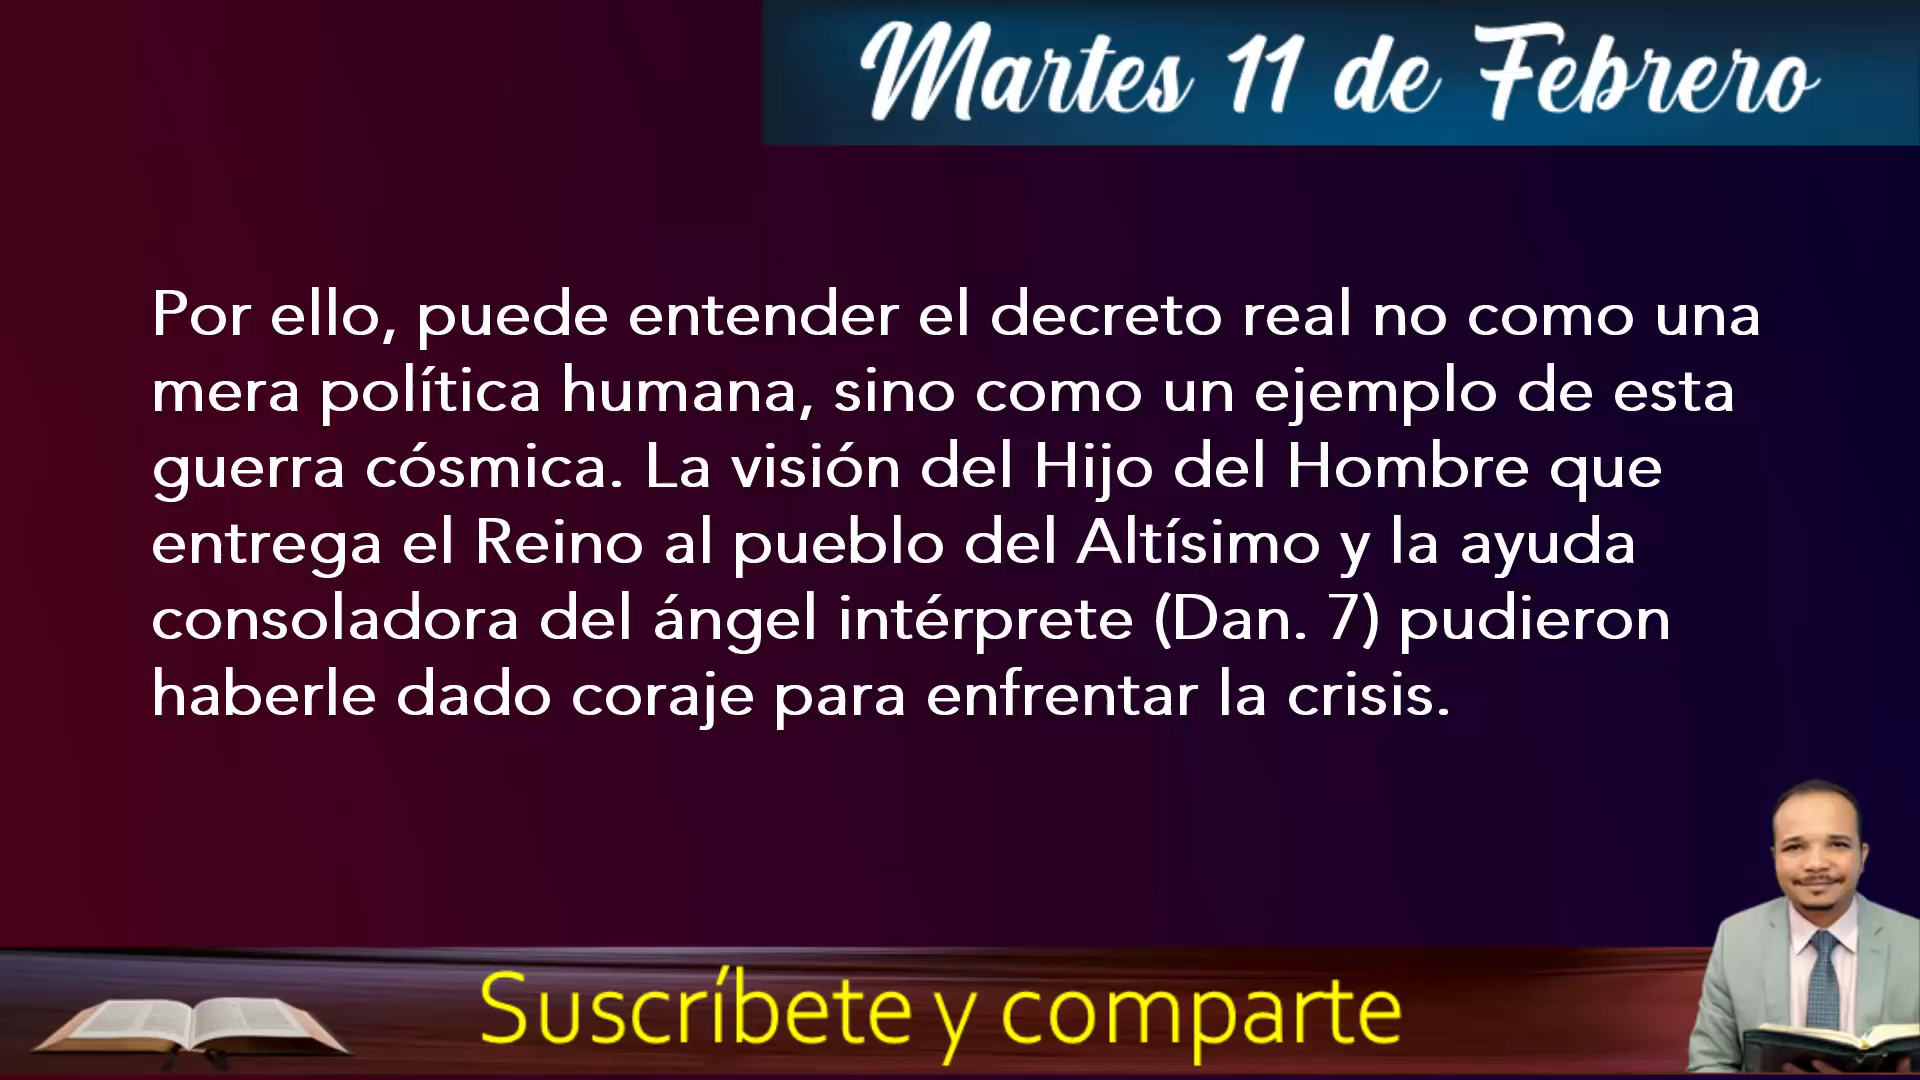 Martes 11 de Febrero
Por ello, puede entender el decreto real no como una
mera política humana, sino como un ejemplo de esta
guerra cósmica. La visión del Hijo del Hombre que
entrega el Reino al pueblo del Altísimo y la ayuda
consoladora del ángel intérprete (Dan. 7) pudieron
haberle dado coraje para enfrentar la crisis.
Suscríbete y comparte